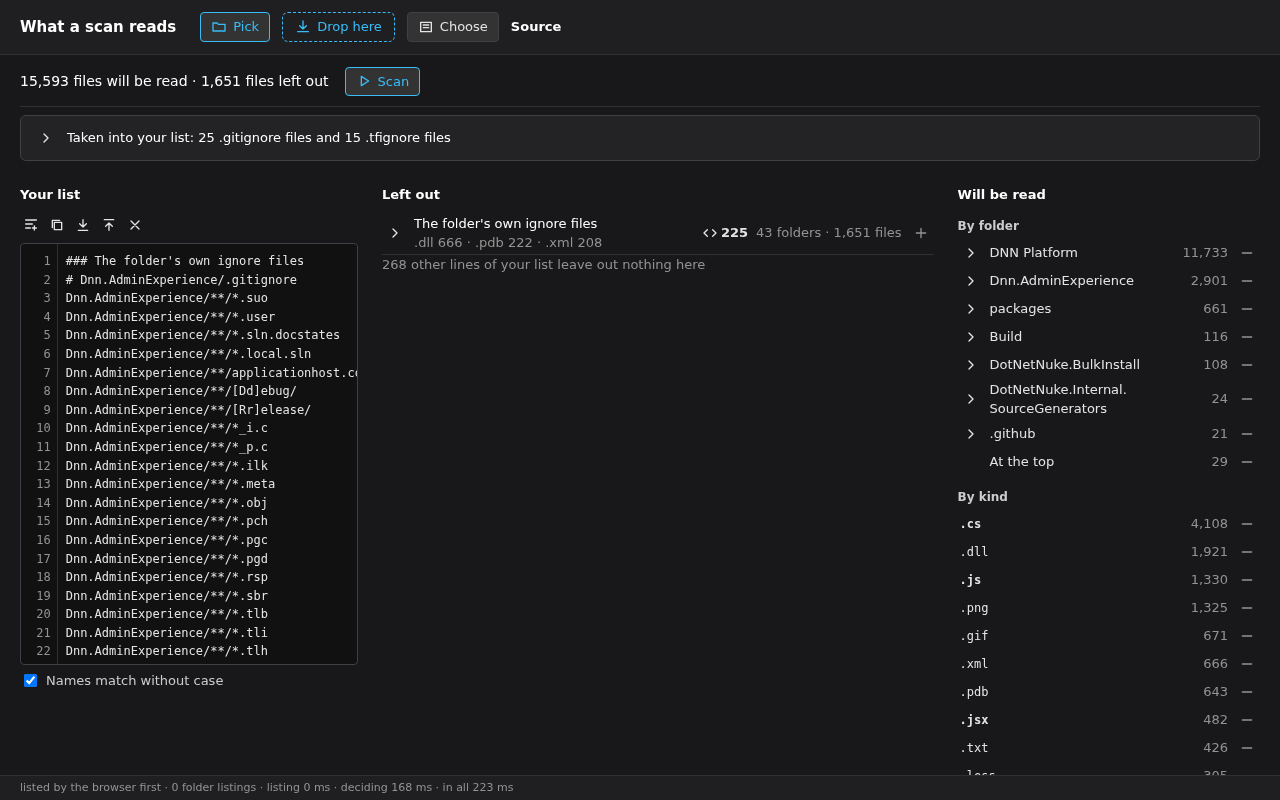 What a scan reads
Pick
Drop here
Choose
Source
15,593 files will be read · 1,651 files left out
Scan
Taken into your list: 25 .gitignore files and 15 .tfignore files
Your list
1 ### The folder's own ignore files
2 # Dnn.AdminExperience/.gitignore
3 Dnn.AdminExperience/**/*.suo
4 Dnn.AdminExperience/**/*.user
5 Dnn.AdminExperience/**/*.sln.docstates
6 Dnn.AdminExperience/**/*.local.sln
7 Dnn.AdminExperience/**/applicationhost.co
8 Dnn.AdminExperience/**/[Dd]ebug/
9 Dnn.AdminExperience/**/[Rr]elease/
10 Dnn.AdminExperience/**/*_i.c
11 Dnn.AdminExperience/**/*_p.c
12 Dnn.AdminExperience/**/*.ilk
13 Dnn.AdminExperience/**/*.meta
14 Dnn.AdminExperience/**/*.obj
15 Dnn.AdminExperience/**/*.pch
16 Dnn.AdminExperience/**/*.pgc
17 Dnn.AdminExperience/**/*.pgd
18 Dnn.AdminExperience/**/*.rsp
19 Dnn.AdminExperience/**/*.sbr
20 Dnn.AdminExperience/**/*.tlb
21 Dnn.AdminExperience/**/*.tli
22 Dnn.AdminExperience/**/*.tlh
Names match without case
Left out
The folder's own ignore files
.dll 666 · .pdb 222 · .xml 208
225 43 folders · 1,651 files
268 other lines of your list leave out nothing here
Will be read
By folder
DNN Platform 11,733
Dnn.AdminExperience 2,901
packages 661
Build 116
DotNetNuke.BulkInstall 108
DotNetNuke.Internal.
SourceGenerators 24
.github 21
At the top 29
By kind
.cs 4,108
.dll 1,921
.js 1,330
.png 1,325
.gif 671
.xml 666
.pdb 643
.jsx 482
.txt 426
listed by the browser first · 0 folder listings · listing 0 ms · deciding 168 ms · in all 223 ms